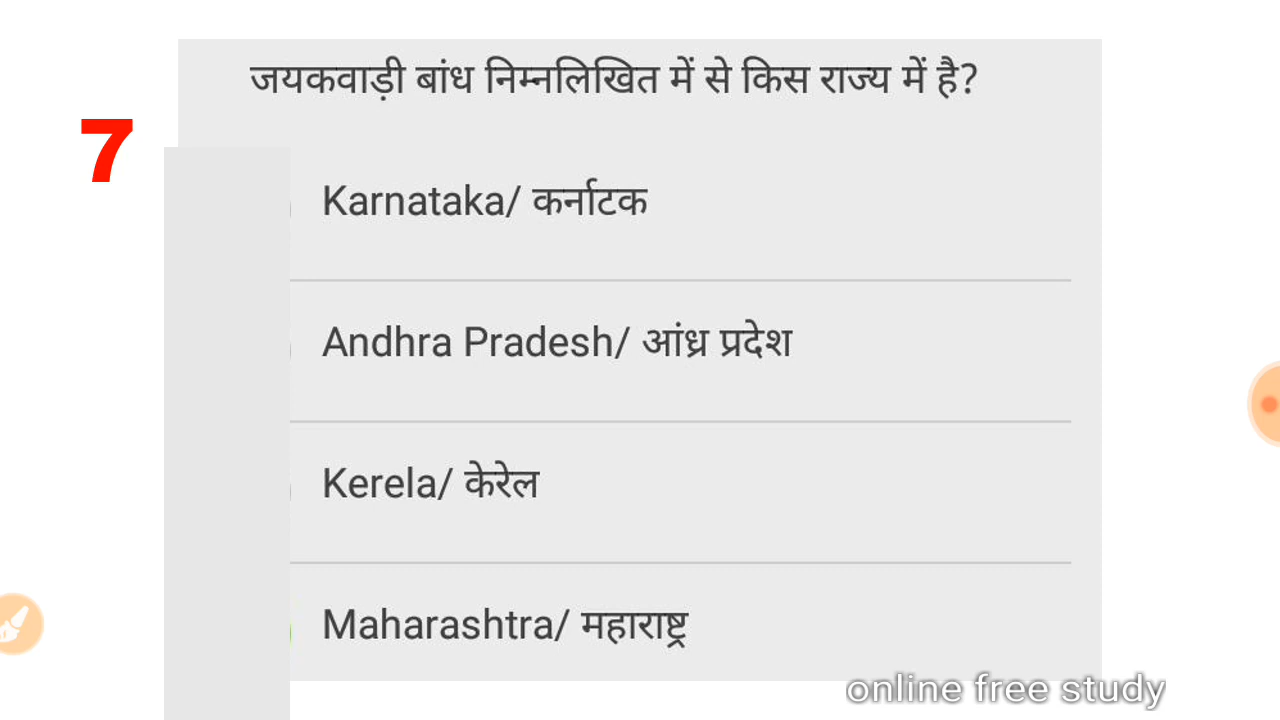 जयकवाड़ी बांध निम्नलिखित में से किस राज्य में है?
7
Karnataka/ कर्नाटक
Andhra Pradesh/ आंध्र प्रदेश
Kerela/ केरेल
Maharashtra/ महाराष्ट्र
online free study